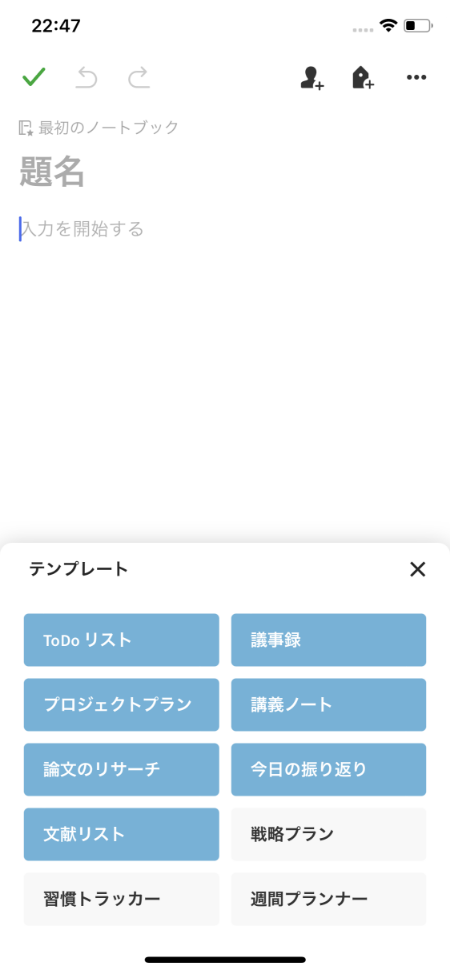 22:47
最初のノートブック
題名
入力を開始する
テンプレート
ToDo リスト
議事録
プロジェクトプラン
講義ノート
論文のリサーチ
今日の振り返り
文献リスト
戦略プラン
習慣トラッカー
週間プランナー